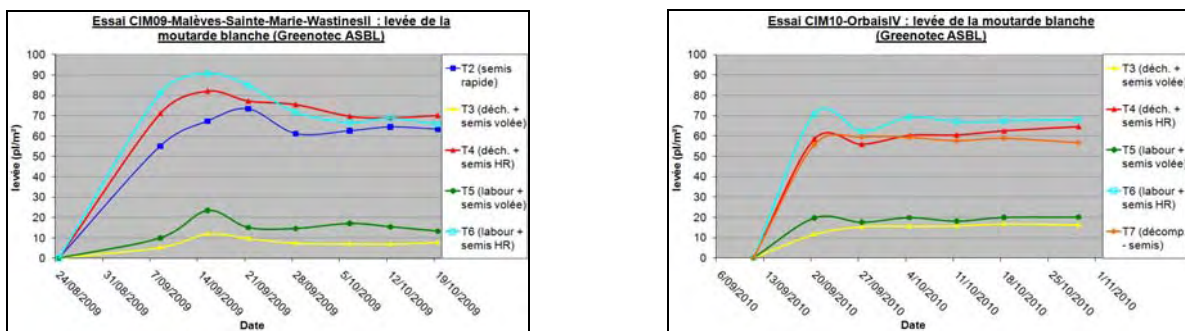 Essai CIM09-Malèves-Sainte-Marie-WastinesII : levée de la
moutarde blanche (Greenotec ASBL)
levée (pl/m²)
100
90
80
70
60
50
40
30
20
10
0
24/08/2009
31/08/2009
7/09/2009
14/09/2009
21/09/2009
28/09/2009
5/10/2009
12/10/2009
19/10/2009
Date
T2 (semis
rapide)
T3 (déch. +
semis volée)
T4 (déch. +
semis HR)
T5 (labour +
semis volée)
T6 (labour +
semis HR)
Essai CIM10-OrbaisIV : levée de la moutarde blanche
(Greenotec ASBL)
levée (pl/m²)
100
90
80
70
60
50
40
30
20
10
0
6/09/2010
13/09/2010
20/09/2010
27/09/2010
4/10/2010
11/10/2010
18/10/2010
25/10/2010
1/11/2010
Date
T3 (déch. +
semis volée)
T4 (déch. +
semis HR)
T5 (labour +
semis volée)
T6 (labour +
semis HR)
T7 (décomp.
- semis)